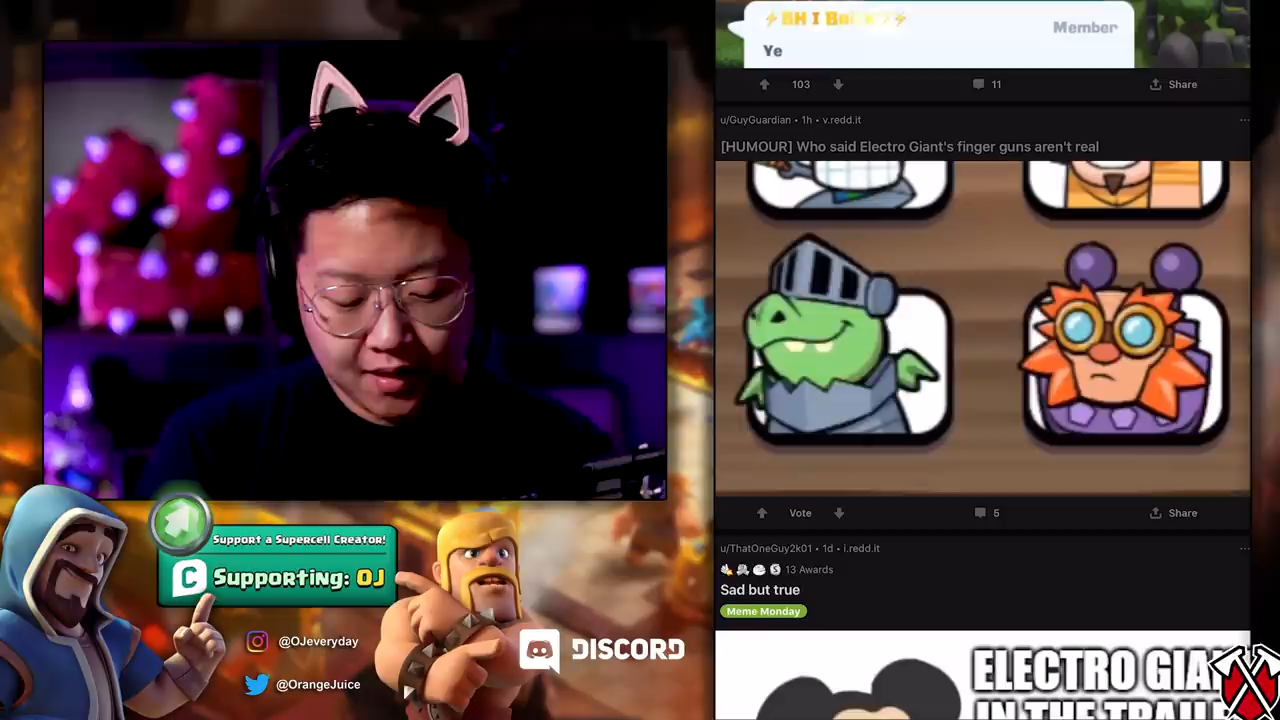 Member
Ye
103
11
Share
u/GuyGuardian • 1h • v.redd.it
[HUMOUR] Who said Electro Giant's finger guns aren't real
Vote
5
Share
u/ThatOneGuy2k01 • 1d • i.redd.it
13 Awards
Sad but true
Meme Monday
ELECTRO
IN THE
Support a Supercell Creator!
C Supporting: OJ
@OJeveryday
@OrangeJuice
DISCORD